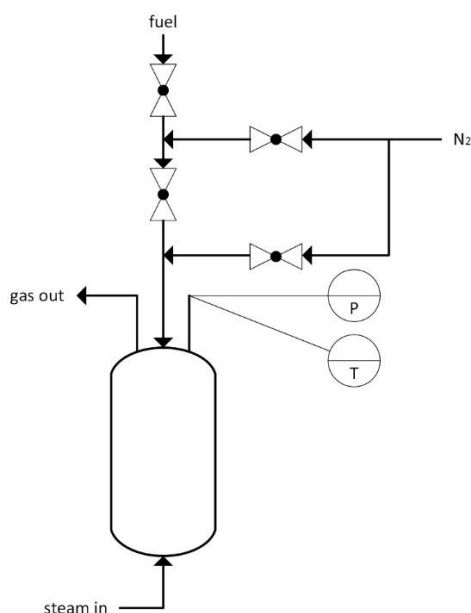 fuel
N₂
gas out
P
T
steam in